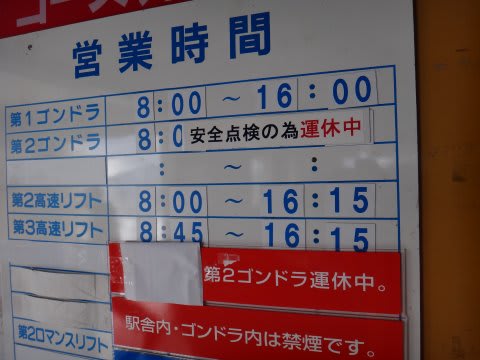 営業時間
第1ゴンドラ 8:00 ～ 16:00
第2ゴンドラ 8:0 安全点検の為運休中
: ～ :
第2高速リフト 8:00 ～ 16:15
第3高速リフト 8:45 ～ 16:15
第2ゴンドラ運休中。
駅舎内・ゴンドラ内は禁煙です。
第2ロマンスリフト